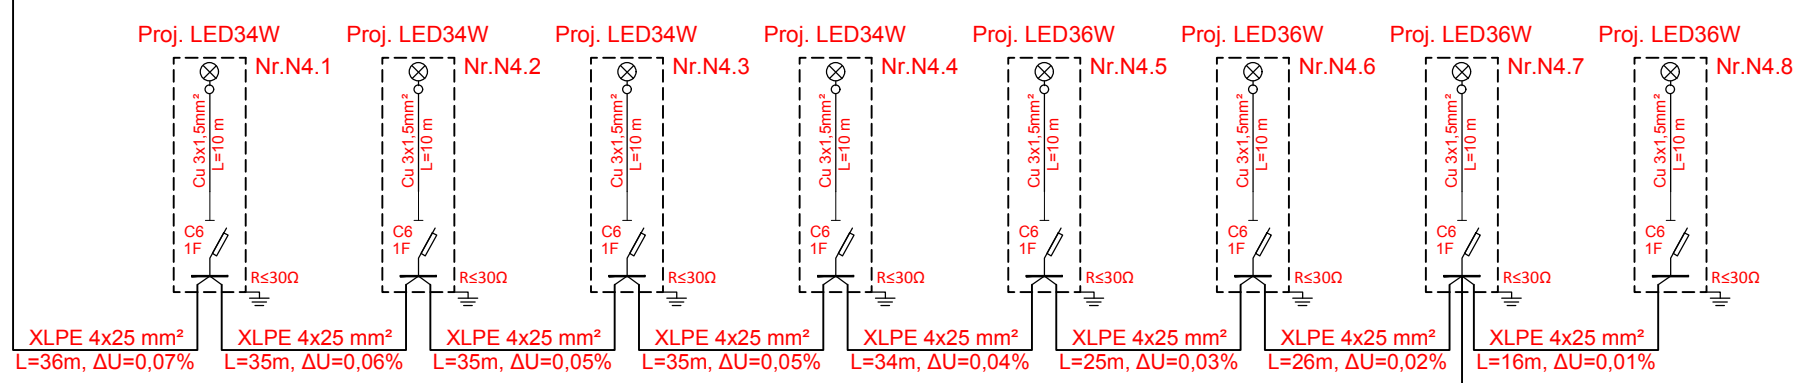 Proj. LED34W Proj. LED34W Proj. LED34W Proj. LED34W Proj. LED36W Proj. LED36W Proj. LED36W Proj. LED36W
Nr.N4.1 Nr.N4.2 Nr.N4.3 Nr.N4.4 Nr.N4.5 Nr.N4.6 Nr.N4.7 Nr.N4.8
Cu 3x1,5mm² Cu 3x1,5mm² Cu 3x1,5mm² Cu 3x1,5mm² Cu 3x1,5mm² Cu 3x1,5mm² Cu 3x1,5mm² Cu 3x1,5mm²
L=10 m L=10 m L=10 m L=10 m L=10 m L=10 m L=10 m L=10 m
C6 C6 C6 C6 C6 C6 C6 C6
1F 1F 1F 1F 1F 1F 1F 1F
R≤30Ω R≤30Ω R≤30Ω R≤30Ω R≤30Ω R≤30Ω R≤30Ω R≤30Ω
XLPE 4x25 mm² XLPE 4x25 mm² XLPE 4x25 mm² XLPE 4x25 mm² XLPE 4x25 mm² XLPE 4x25 mm² XLPE 4x25 mm² XLPE 4x25 mm²
L=36m, ΔU=0,07% L=35m, ΔU=0,06% L=35m, ΔU=0,05% L=35m, ΔU=0,05% L=34m, ΔU=0,04% L=25m, ΔU=0,03% L=26m, ΔU=0,02% L=16m, ΔU=0,01%